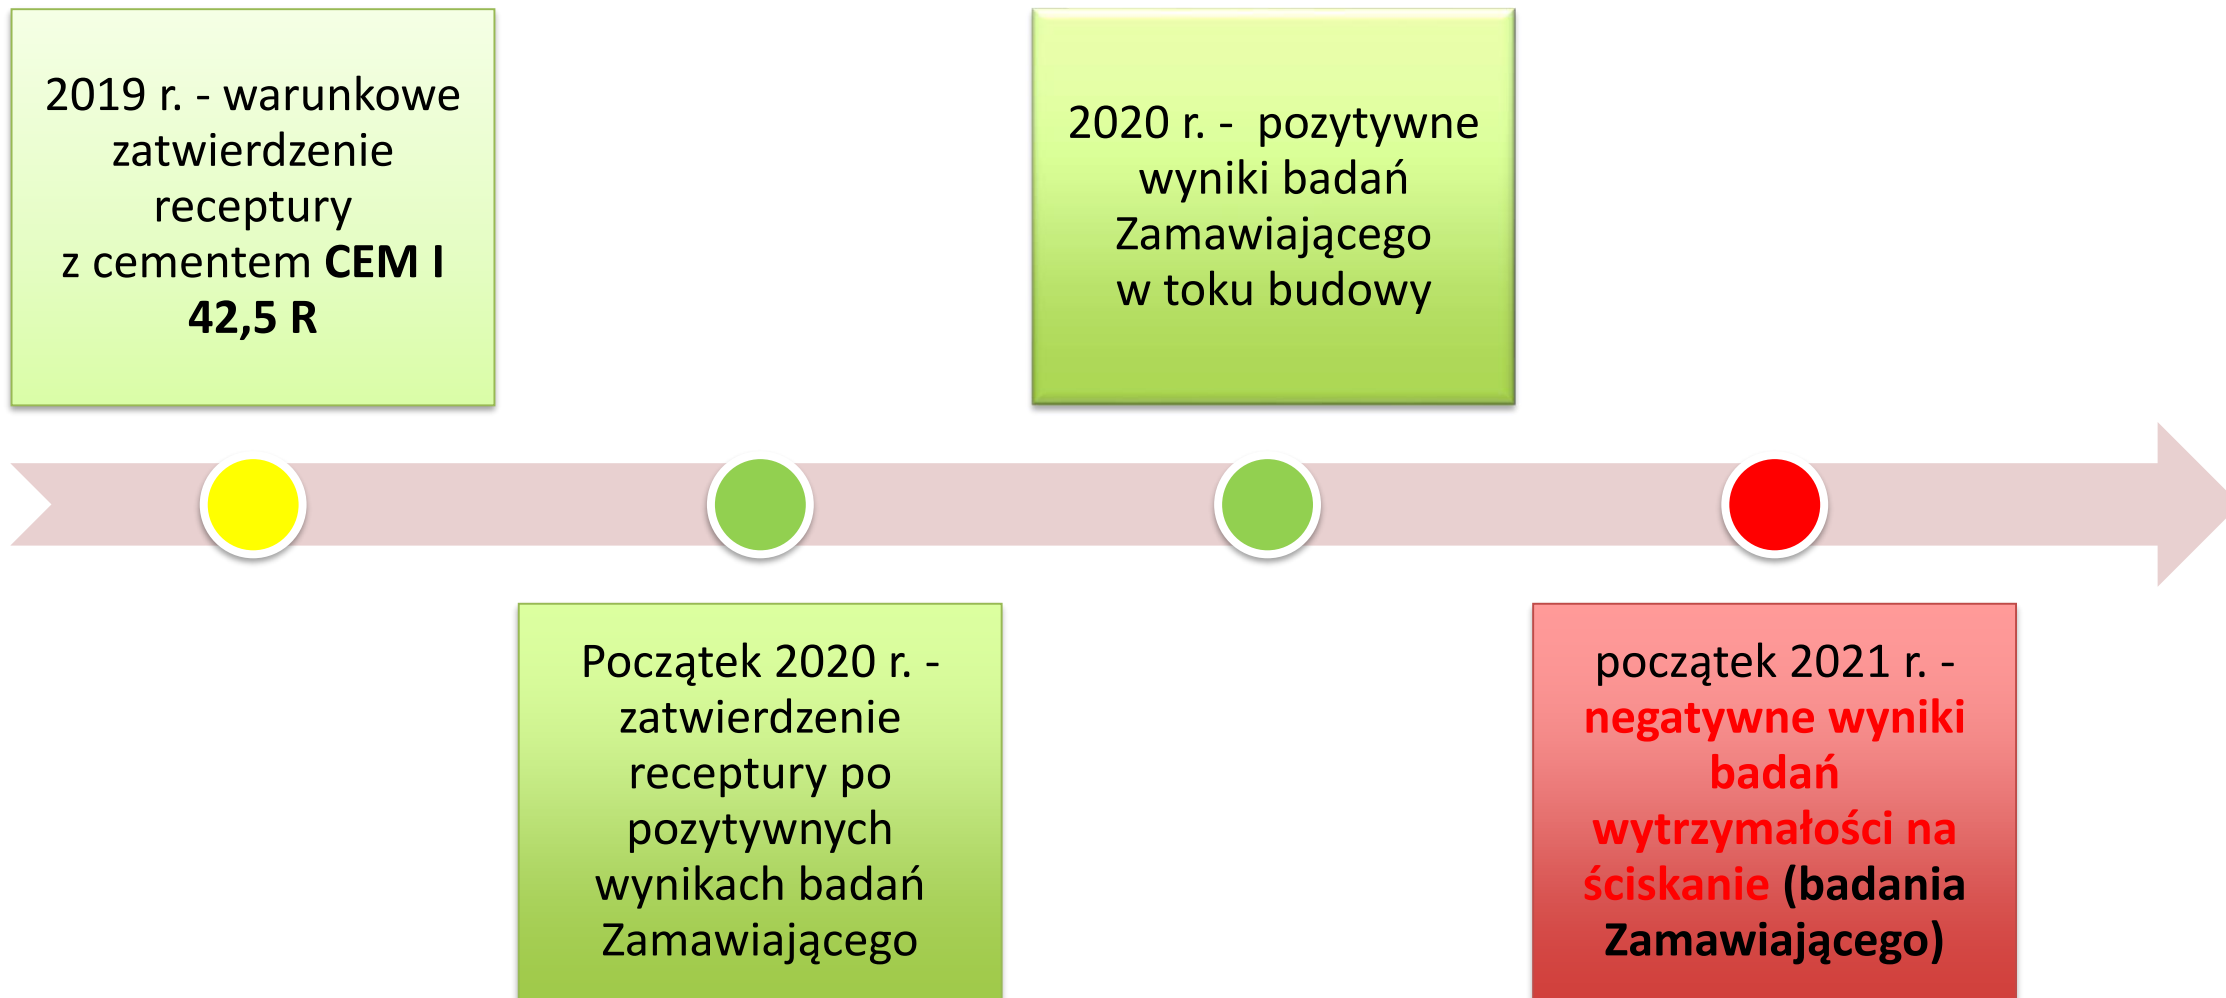 2019 r. - warunkowe
zatwierdzenie
receptury
z cementem CEM I
42,5 R
Początek 2020 r. -
zatwierdzenie
receptury po
pozytywnych
wynikach badań
Zamawiającego
2020 r. -  pozytywne
wyniki badań
Zamawiającego
w toku budowy
początek 2021 r. -
negatywne wyniki
badań
wytrzymałości na
ściskanie (badania
Zamawiającego)